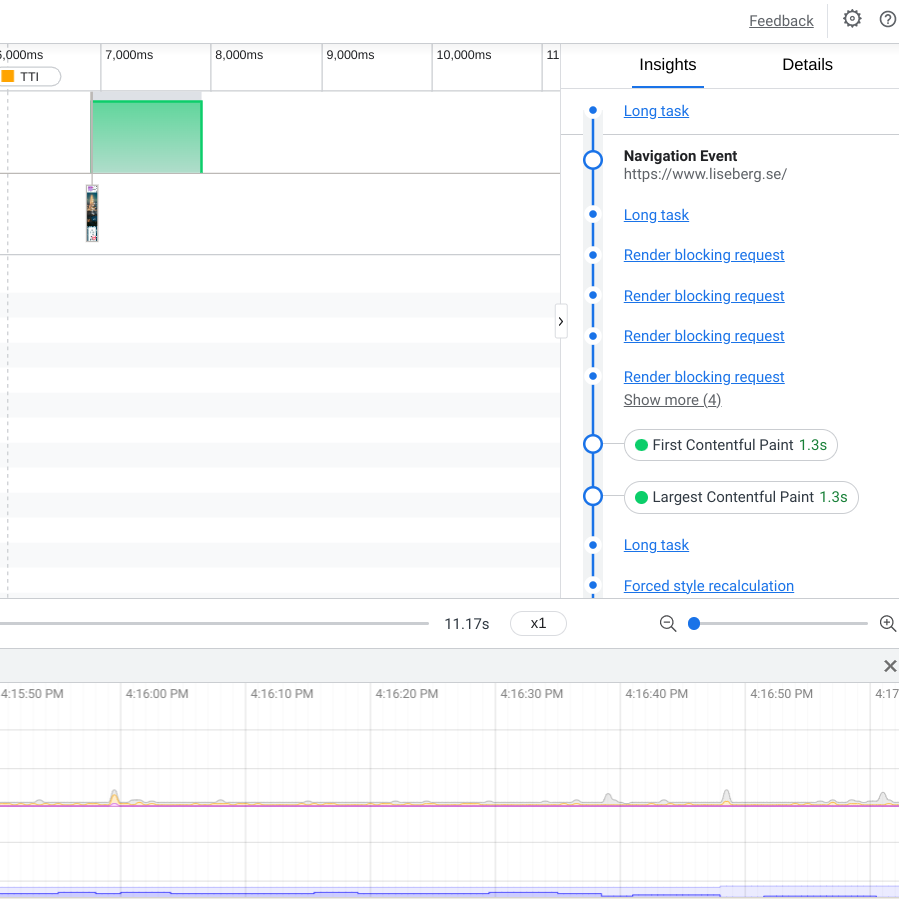 Feedback
6,000ms
7,000ms
8,000ms
9,000ms
10,000ms
11
TTI
Insights
Details
Long task
Navigation Event
https://www.liseberg.se/
Long task
Render blocking request
Render blocking request
Render blocking request
Render blocking request
Show more (4)
First Contentful Paint 1.3s
Largest Contentful Paint 1.3s
Long task
Forced style recalculation
11.17s
x1
4:15:50 PM
4:16:00 PM
4:16:10 PM
4:16:20 PM
4:16:30 PM
4:16:40 PM
4:16:50 PM
4:17